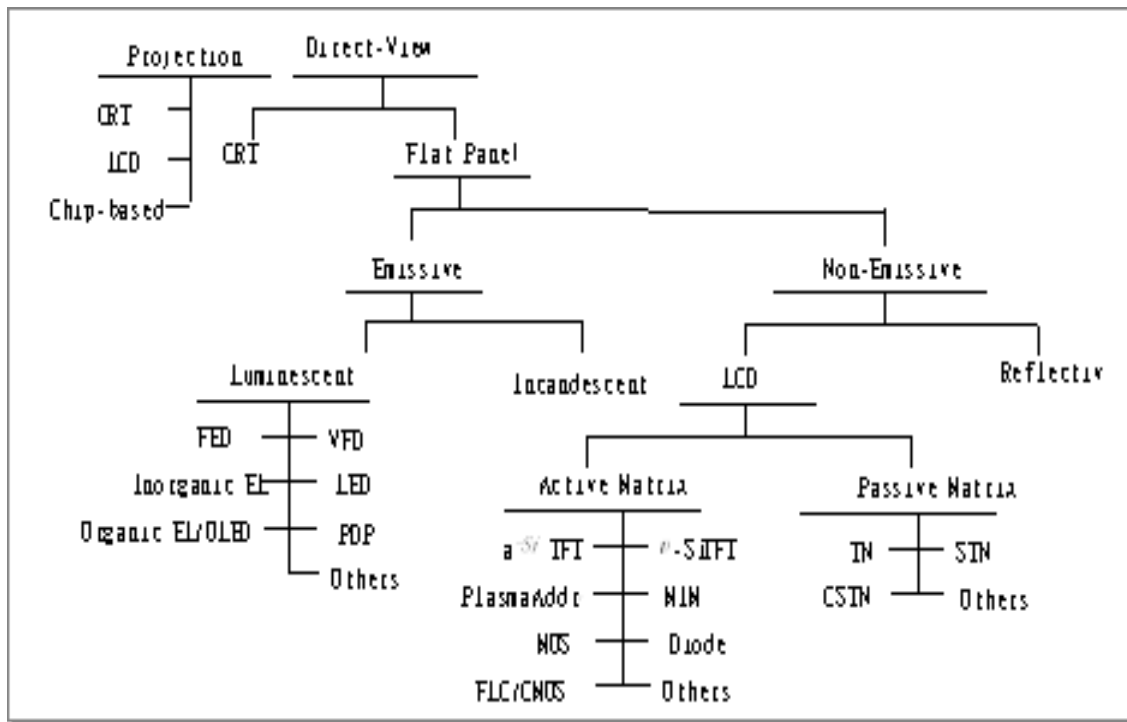 Projection
CRT
LCD
Chip-based
Direct-View
CRT
Flat Panel
Emissive
Non-Emissive
Luminescent
Incandescent
LCD
Reflectiv
FED
VFD
Inorganic EL
LED
Organic EL/OLED
PDP
Others
Active Matrix
Passive Matrix
a-Si TFT
p-SiTFT
PlasmaAddr
MIM
MOS
Diode
FLC/CMOS
Others
TN
STN
CSTN
Others